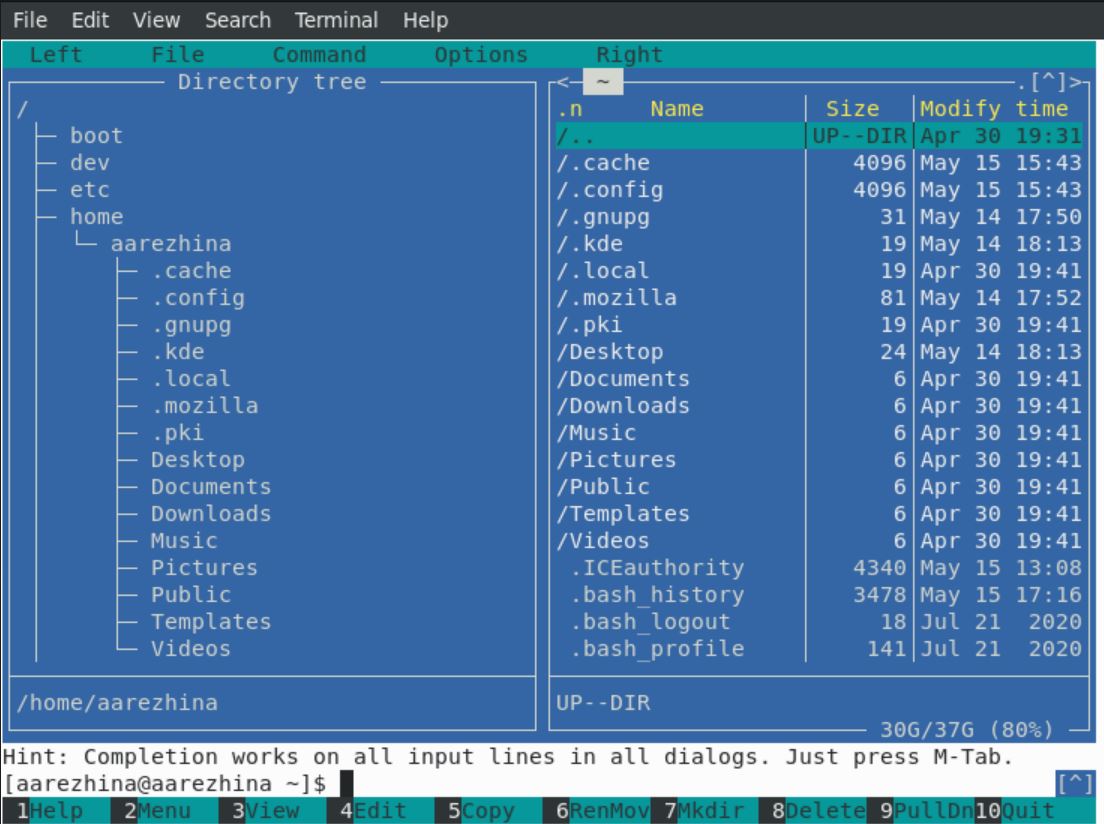 File Edit View Search Terminal Help
Left File Command Options Right
Directory tree
/
boot
dev
etc
home
aarezhina
.cache
.config
.gnupg
.kde
.local
.mozilla
.pki
Desktop
Documents
Downloads
Music
Pictures
Public
Templates
Videos
/home/aarezhina
<- ~ .[^]>
.n Name Size Modify time
/.. UP--DIR Apr 30 19:31
/.cache 4096 May 15 15:43
/.config 4096 May 15 15:43
/.gnupg 31 May 14 17:50
/.kde 19 May 14 18:13
/.local 19 Apr 30 19:41
/.mozilla 81 May 14 17:52
/.pki 19 Apr 30 19:41
/Desktop 24 May 14 18:13
/Documents 6 Apr 30 19:41
/Downloads 6 Apr 30 19:41
/Music 6 Apr 30 19:41
/Pictures 6 Apr 30 19:41
/Public 6 Apr 30 19:41
/Templates 6 Apr 30 19:41
/Videos 6 Apr 30 19:41
.ICEauthority 4340 May 15 13:08
.bash_history 3478 May 15 17:16
.bash_logout 18 Jul 21 2020
.bash_profile 141 Jul 21 2020
UP--DIR
30G/37G (80%)
Hint: Completion works on all input lines in all dialogs. Just press M-Tab.
[aarezhina@aarezhina ~]$ [^]
1Help 2Menu 3View 4Edit 5Copy 6RenMov 7Mkdir 8Delete 9PullDn 10Quit